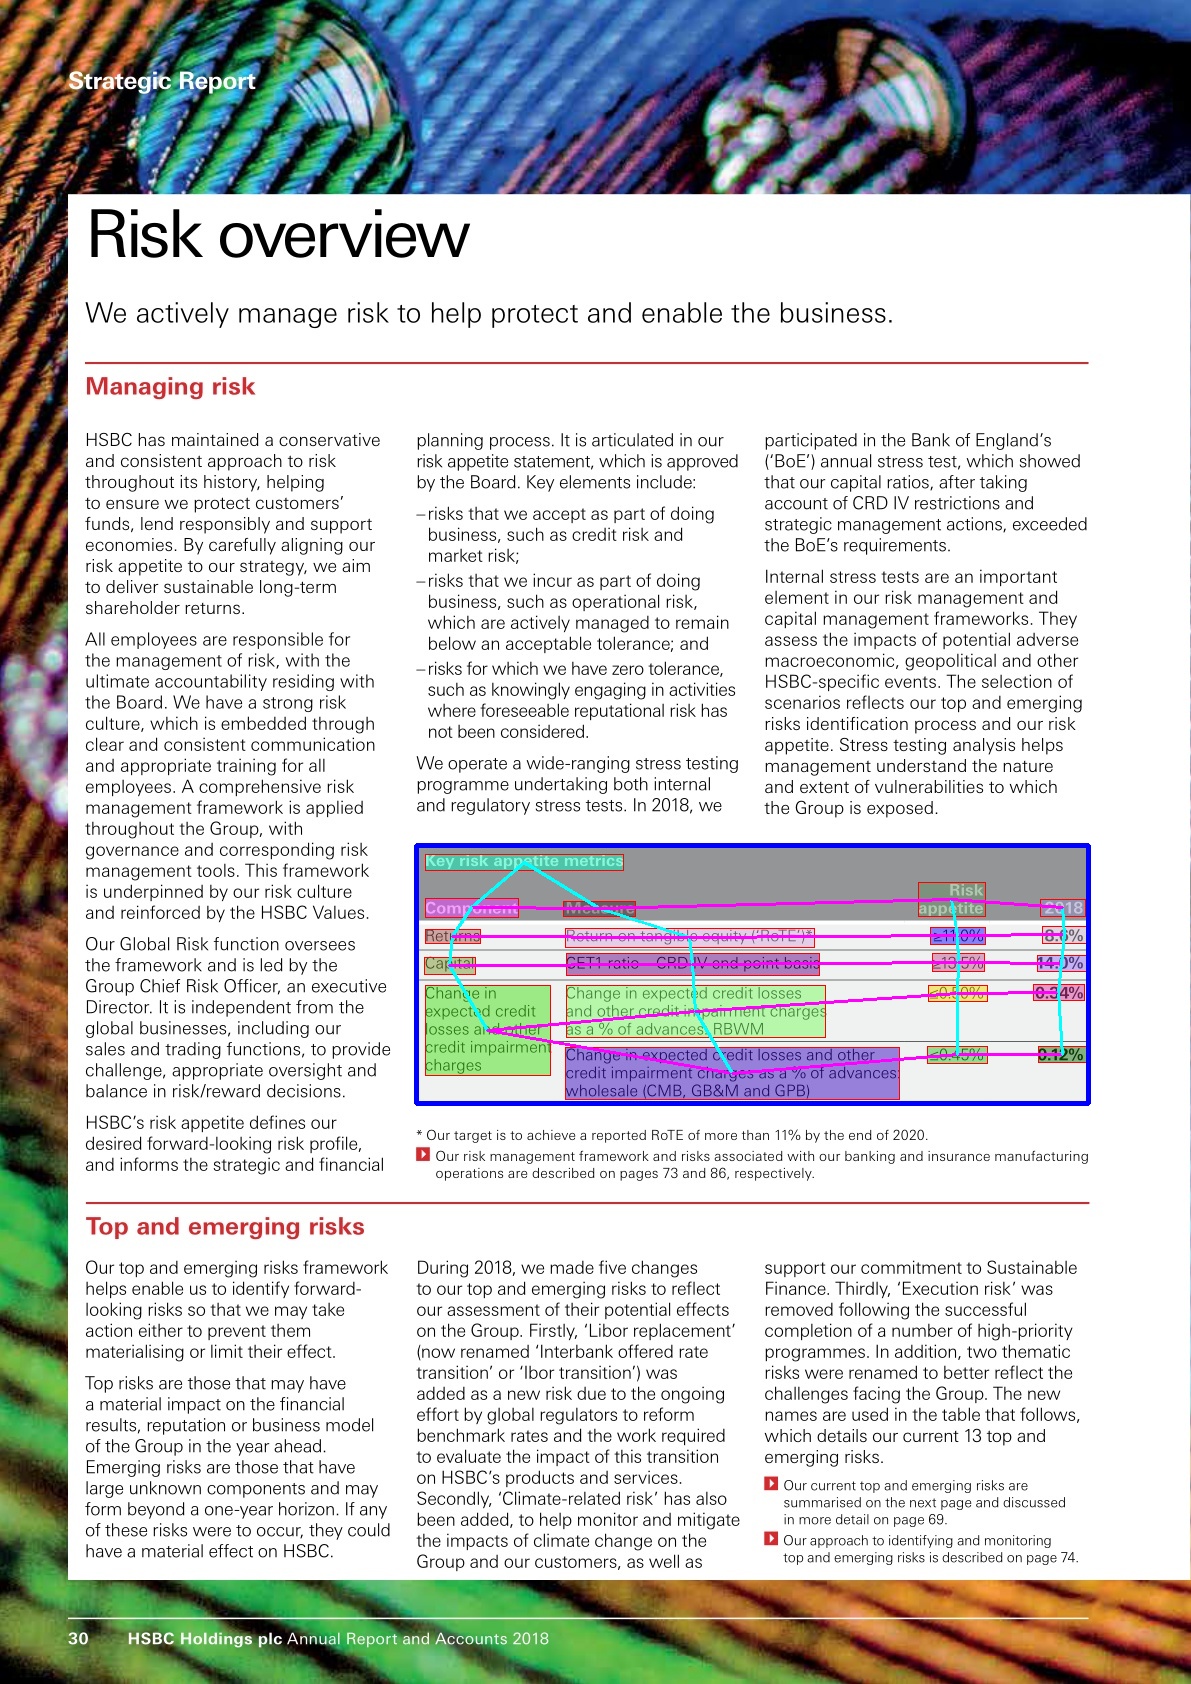 Strategic Report
Risk overview
We actively manage risk to help protect and enable the business.
Managing risk
HSBC has maintained a conservative
and consistent approach to risk
throughout its history, helping
to ensure we protect customers’
funds, lend responsibly and support
economies. By carefully aligning our
risk appetite to our strategy, we aim
to deliver sustainable long-term
shareholder returns.
All employees are responsible for
the management of risk, with the
ultimate accountability residing with
the Board. We have a strong risk
culture, which is embedded through
clear and consistent communication
and appropriate training for all
employees. A comprehensive risk
management framework is applied
throughout the Group, with
governance and corresponding risk
management tools. This framework
is underpinned by our risk culture
and reinforced by the HSBC Values.
Our Global Risk function oversees
the framework and is led by the
Group Chief Risk Officer, an executive
Director. It is independent from the
global businesses, including our
sales and trading functions, to provide
challenge, appropriate oversight and
balance in risk/reward decisions.
HSBC’s risk appetite defines our
desired forward-looking risk profile,
and informs the strategic and financial
planning process. It is articulated in our
risk appetite statement, which is approved
by the Board. Key elements include:
– risks that we accept as part of doing
business, such as credit risk and
market risk;
– risks that we incur as part of doing
business, such as operational risk,
which are actively managed to remain
below an acceptable tolerance; and
– risks for which we have zero tolerance,
such as knowingly engaging in activities
where foreseeable reputational risk has
not been considered.
We operate a wide-ranging stress testing
programme undertaking both internal
and regulatory stress tests. In 2018, we
participated in the Bank of England’s
(‘BoE’) annual stress test, which showed
that our capital ratios, after taking
account of CRD IV restrictions and
strategic management actions, exceeded
the BoE’s requirements.
Internal stress tests are an important
element in our risk management and
capital management frameworks. They
assess the impacts of potential adverse
macroeconomic, geopolitical and other
HSBC-specific events. The selection of
scenarios reflects our top and emerging
risks identification process and our risk
appetite. Stress testing analysis helps
management understand the nature
and extent of vulnerabilities to which
the Group is exposed.
Key risk appetite metrics
Component Measure Risk appetite 2018
Returns Return on tangible equity (‘RoTE’)* ≥11.0% 8.6%
Capital CET1 ratio – CRD IV end point basis ≥13.5% 14.0%
Change in
expected credit
losses and other
credit impairment
charges
Change in expected credit losses
and other credit impairment charges
as a % of advances: RBWM
≤0.50% 0.34%
Change in expected credit losses and other
credit impairment charges as a % of advances:
wholesale (CMB, GB&M and GPB)
≤0.45% 0.12%
* Our target is to achieve a reported RoTE of more than 11% by the end of 2020.
Our risk management framework and risks associated with our banking and insurance manufacturing
operations are described on pages 73 and 86, respectively.
Top and emerging risks
Our top and emerging risks framework
helps enable us to identify forward-
looking risks so that we may take
action either to prevent them
materialising or limit their effect.
Top risks are those that may have
a material impact on the financial
results, reputation or business model
of the Group in the year ahead.
Emerging risks are those that have
large unknown components and may
form beyond a one-year horizon. If any
of these risks were to occur, they could
have a material effect on HSBC.
During 2018, we made five changes
to our top and emerging risks to reflect
our assessment of their potential effects
on the Group. Firstly, ‘Libor replacement’
(now renamed ‘Interbank offered rate
transition’ or ‘Ibor transition’) was
added as a new risk due to the ongoing
effort by global regulators to reform
benchmark rates and the work required
to evaluate the impact of this transition
on HSBC’s products and services.
Secondly, ‘Climate-related risk’ has also
been added, to help monitor and mitigate
the impacts of climate change on the
Group and our customers, as well as
support our commitment to Sustainable
Finance. Thirdly, ‘Execution risk’ was
removed following the successful
completion of a number of high-priority
programmes. In addition, two thematic
risks were renamed to better reflect the
challenges facing the Group. The new
names are used in the table that follows,
which details our current 13 top and
emerging risks.
Our current top and emerging risks are
summarised on the next page and discussed
in more detail on page 69.
Our approach to identifying and monitoring
top and emerging risks is described on page 74.
30 HSBC Holdings plc Annual Report and Accounts 2018